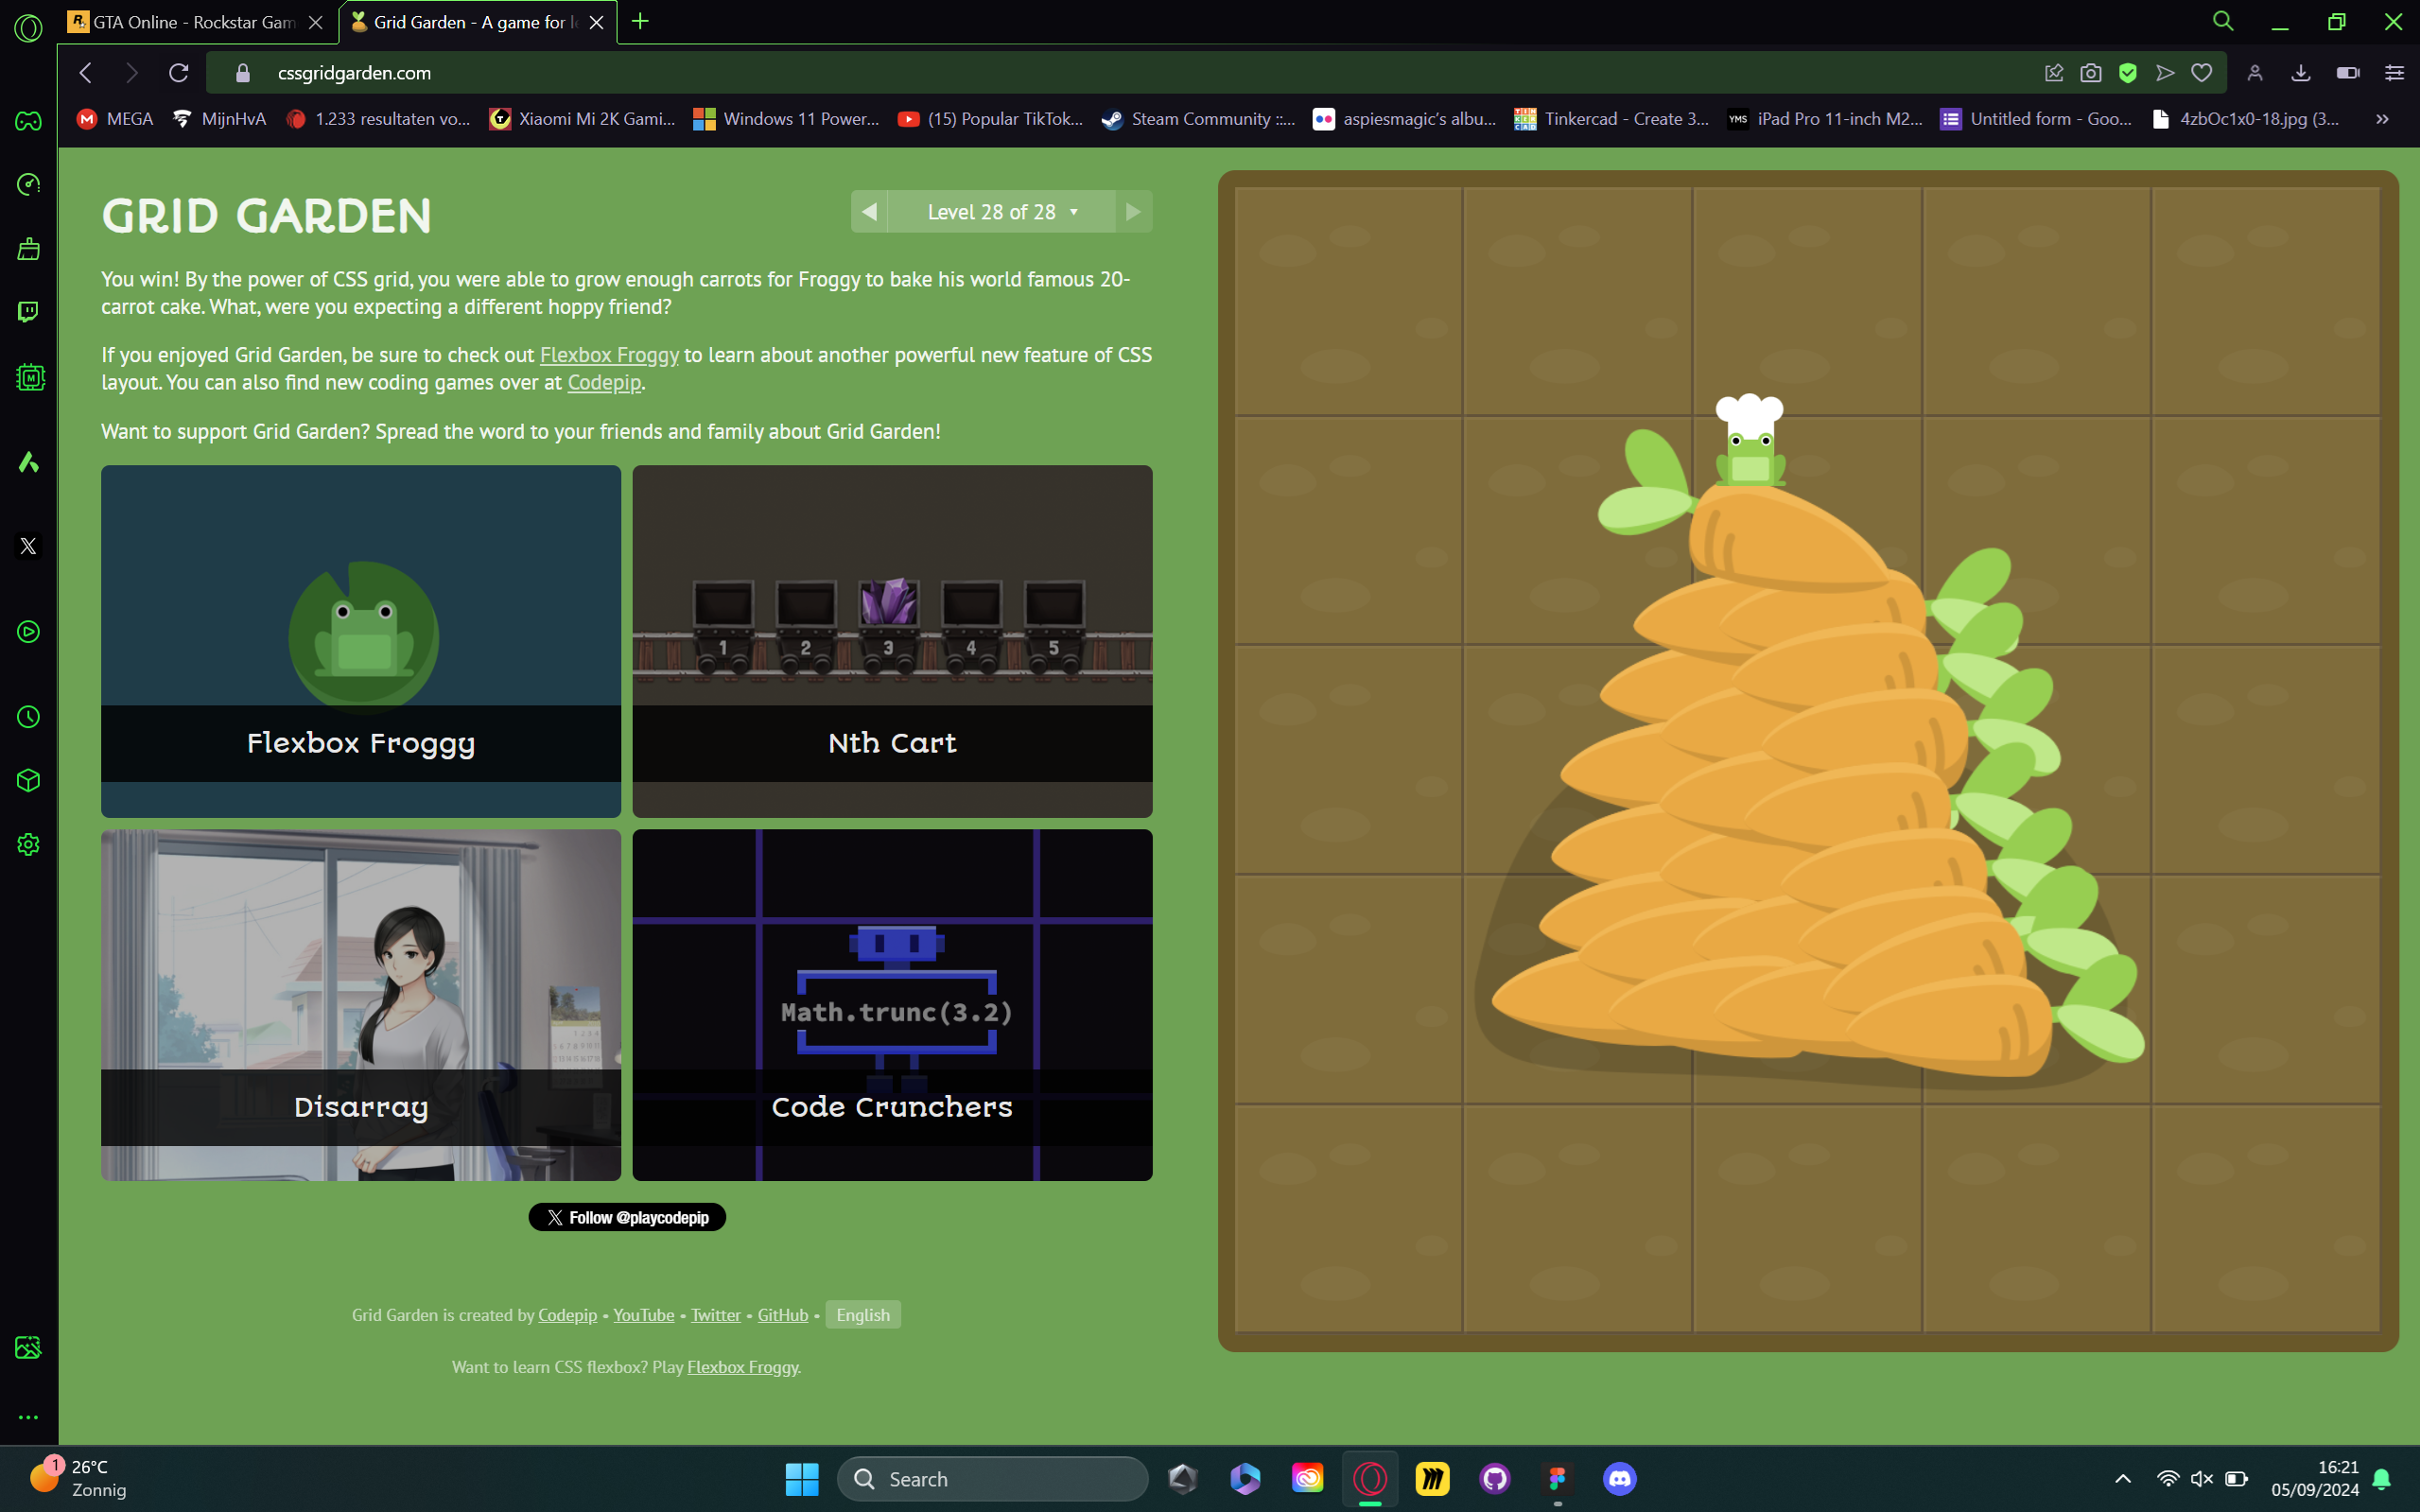 GTA Online - Rockstar Gam
Grid Garden - A game for l
cssgridgarden.com
MEGA
MijnHvA
1.233 resultaten vo...
Xiaomi Mi 2K Gami...
Windows 11 Power...
(15) Popular TikTok...
Steam Community ::...
aspiesmagic's albu...
Tinkercad - Create 3...
YMS
iPad Pro 11-inch M2...
Untitled form - Goo...
4zbOc1x0-18.jpg (3...
GRID GARDEN
Level 28 of 28
You win! By the power of CSS grid, you were able to grow enough carrots for Froggy to bake his world famous 20-
carrot cake. What, were you expecting a different hoppy friend?
If you enjoyed Grid Garden, be sure to check out Flexbox Froggy to learn about another powerful new feature of CSS
layout. You can also find new coding games over at Codepip.
Want to support Grid Garden? Spread the word to your friends and family about Grid Garden!
Flexbox Froggy
1 2 3 4 5
Nth Cart
Disarray
Math.trunc(3.2)
Code Crunchers
Follow @playcodepip
Grid Garden is created by Codepip • YouTube • Twitter • GitHub • English
Want to learn CSS flexbox? Play Flexbox Froggy.
1
26°C
Zonnig
Search
16:21
05/09/2024